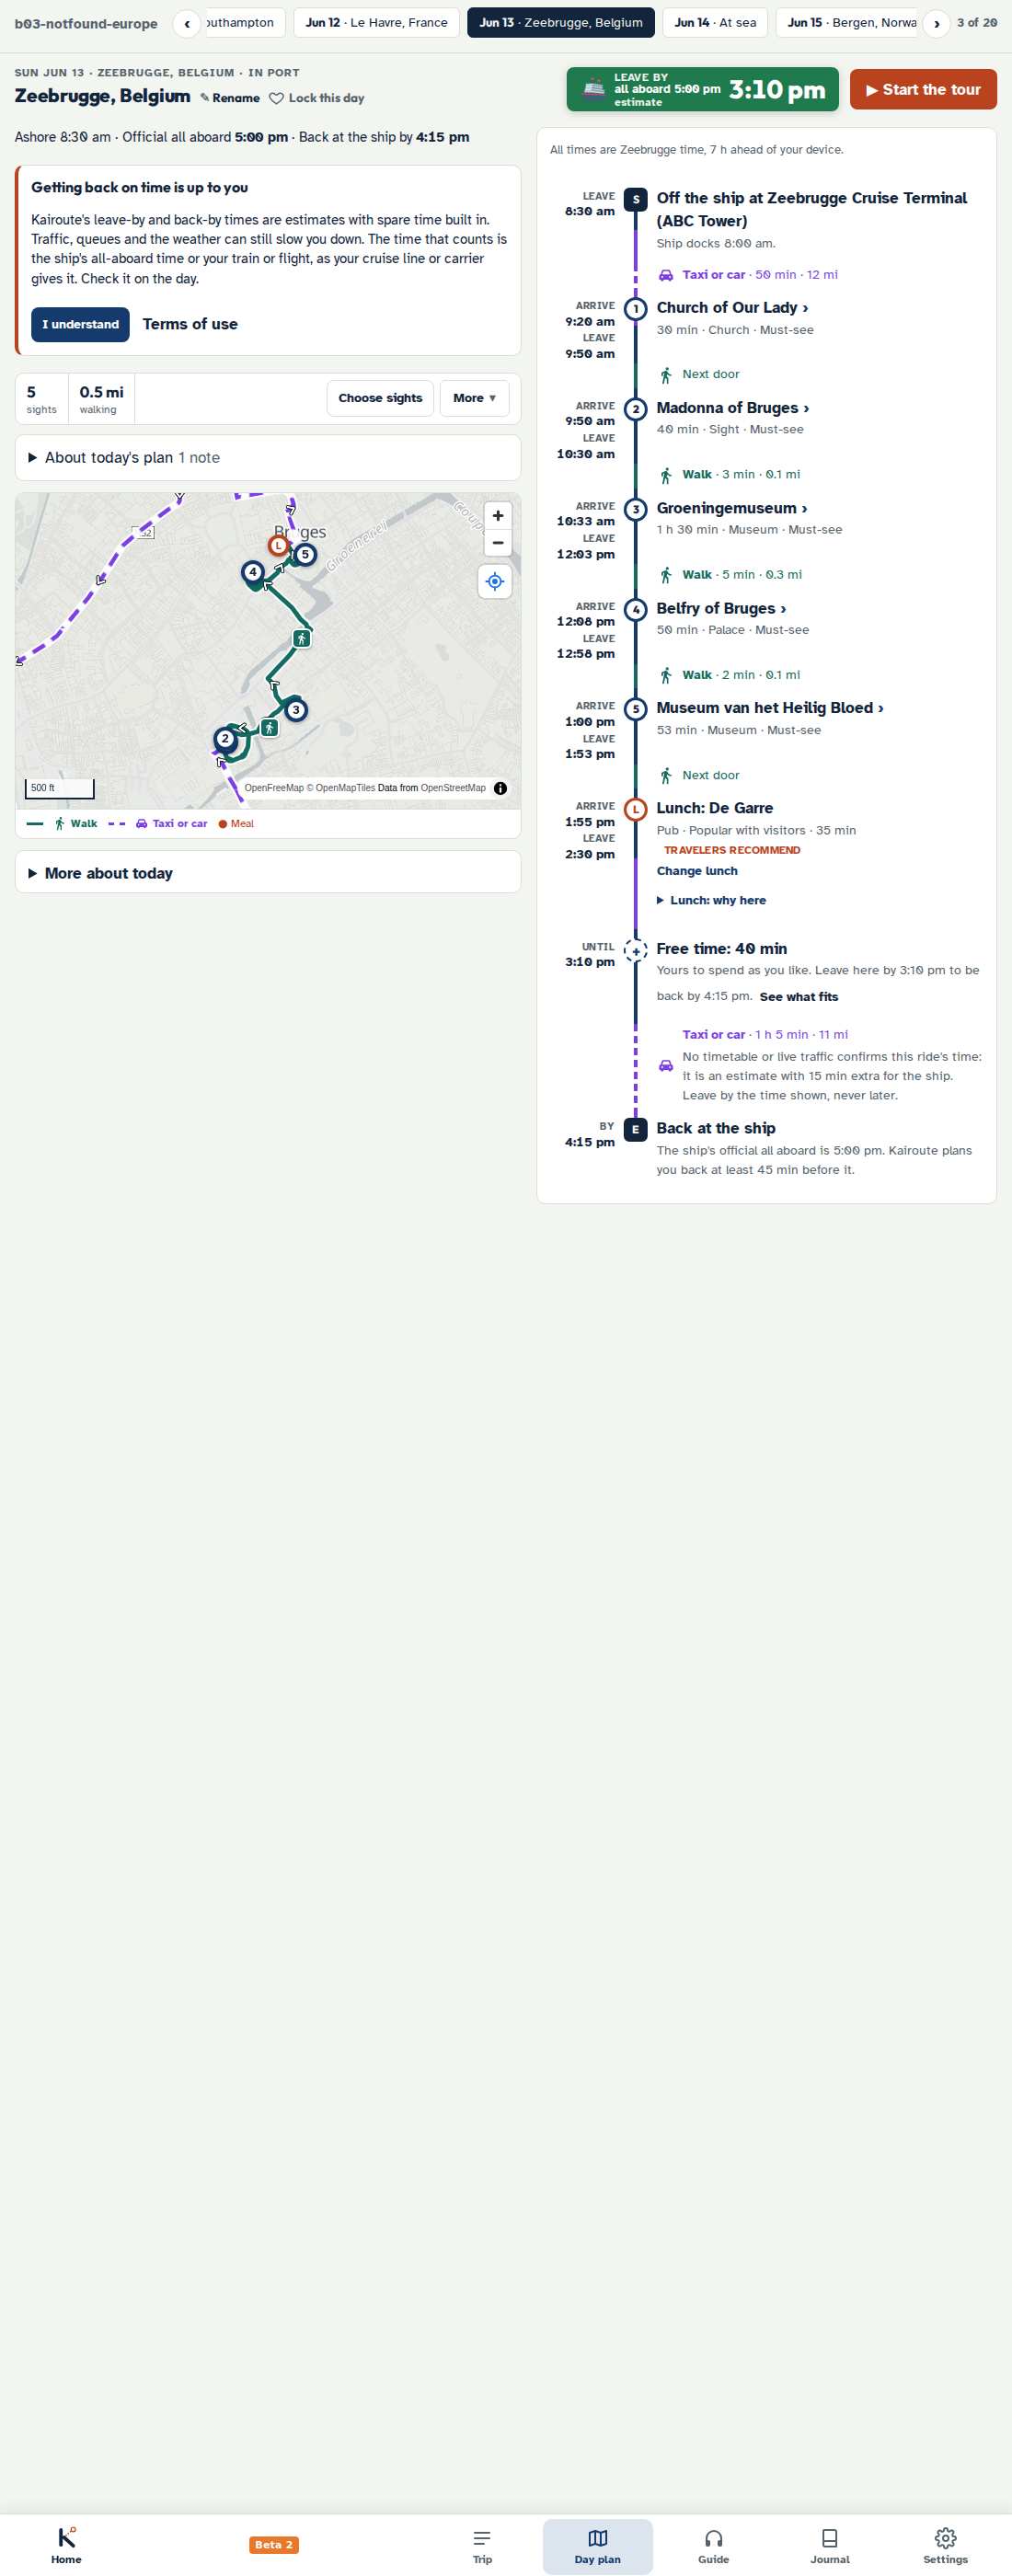 b03-notfound-europe
‹
outhampton
Jun 12 · Le Havre, France
Jun 13 · Zeebrugge, Belgium
Jun 14 · At sea
Jun 15 · Bergen, Norwa
›
3 of 20
SUN JUN 13 · ZEEBRUGGE, BELGIUM · IN PORT
Zeebrugge, Belgium
✎ Rename
Lock this day
LEAVE BY
all aboard 5:00 pm
estimate
3:10 pm
▶ Start the tour
Ashore 8:30 am · Official all aboard 5:00 pm · Back at the ship by 4:15 pm
Getting back on time is up to you
Kairoute's leave-by and back-by times are estimates with spare time built in.
Traffic, queues and the weather can still slow you down. The time that counts is
the ship's all-aboard time or your train or flight, as your cruise line or carrier
gives it. Check it on the day.
I understand
Terms of use
5
sights
0.5 mi
walking
Choose sights
More ▼
▶ About today's plan 1 note
Bruges
Groenerei
L
5
4
3
2
+
−
500 ft
OpenFreeMap © OpenMapTiles Data from OpenStreetMap
Walk
Taxi or car
Meal
▶ More about today
All times are Zeebrugge time, 7 h ahead of your device.
LEAVE
8:30 am
S
Off the ship at Zeebrugge Cruise Terminal
(ABC Tower)
Ship docks 8:00 am.
Taxi or car · 50 min · 12 mi
ARRIVE
9:20 am
LEAVE
9:50 am
1
Church of Our Lady ›
30 min · Church · Must-see
Next door
ARRIVE
9:50 am
LEAVE
10:30 am
2
Madonna of Bruges ›
40 min · Sight · Must-see
Walk · 3 min · 0.1 mi
ARRIVE
10:33 am
LEAVE
12:03 pm
3
Groeningemuseum ›
1 h 30 min · Museum · Must-see
Walk · 5 min · 0.3 mi
ARRIVE
12:08 pm
LEAVE
12:58 pm
4
Belfry of Bruges ›
50 min · Palace · Must-see
Walk · 2 min · 0.1 mi
ARRIVE
1:00 pm
LEAVE
1:53 pm
5
Museum van het Heilig Bloed ›
53 min · Museum · Must-see
Next door
ARRIVE
1:55 pm
LEAVE
2:30 pm
L
Lunch: De Garre
Pub · Popular with visitors · 35 min
TRAVELERS RECOMMEND
Change lunch
▶ Lunch: why here
UNTIL
3:10 pm
+
Free time: 40 min
Yours to spend as you like. Leave here by 3:10 pm to be
back by 4:15 pm. See what fits
Taxi or car · 1 h 5 min · 11 mi
No timetable or live traffic confirms this ride's time:
it is an estimate with 15 min extra for the ship.
Leave by the time shown, never later.
BY
4:15 pm
E
Back at the ship
The ship's official all aboard is 5:00 pm. Kairoute plans
you back at least 45 min before it.
Home
Beta 2
Trip
Day plan
Guide
Journal
Settings